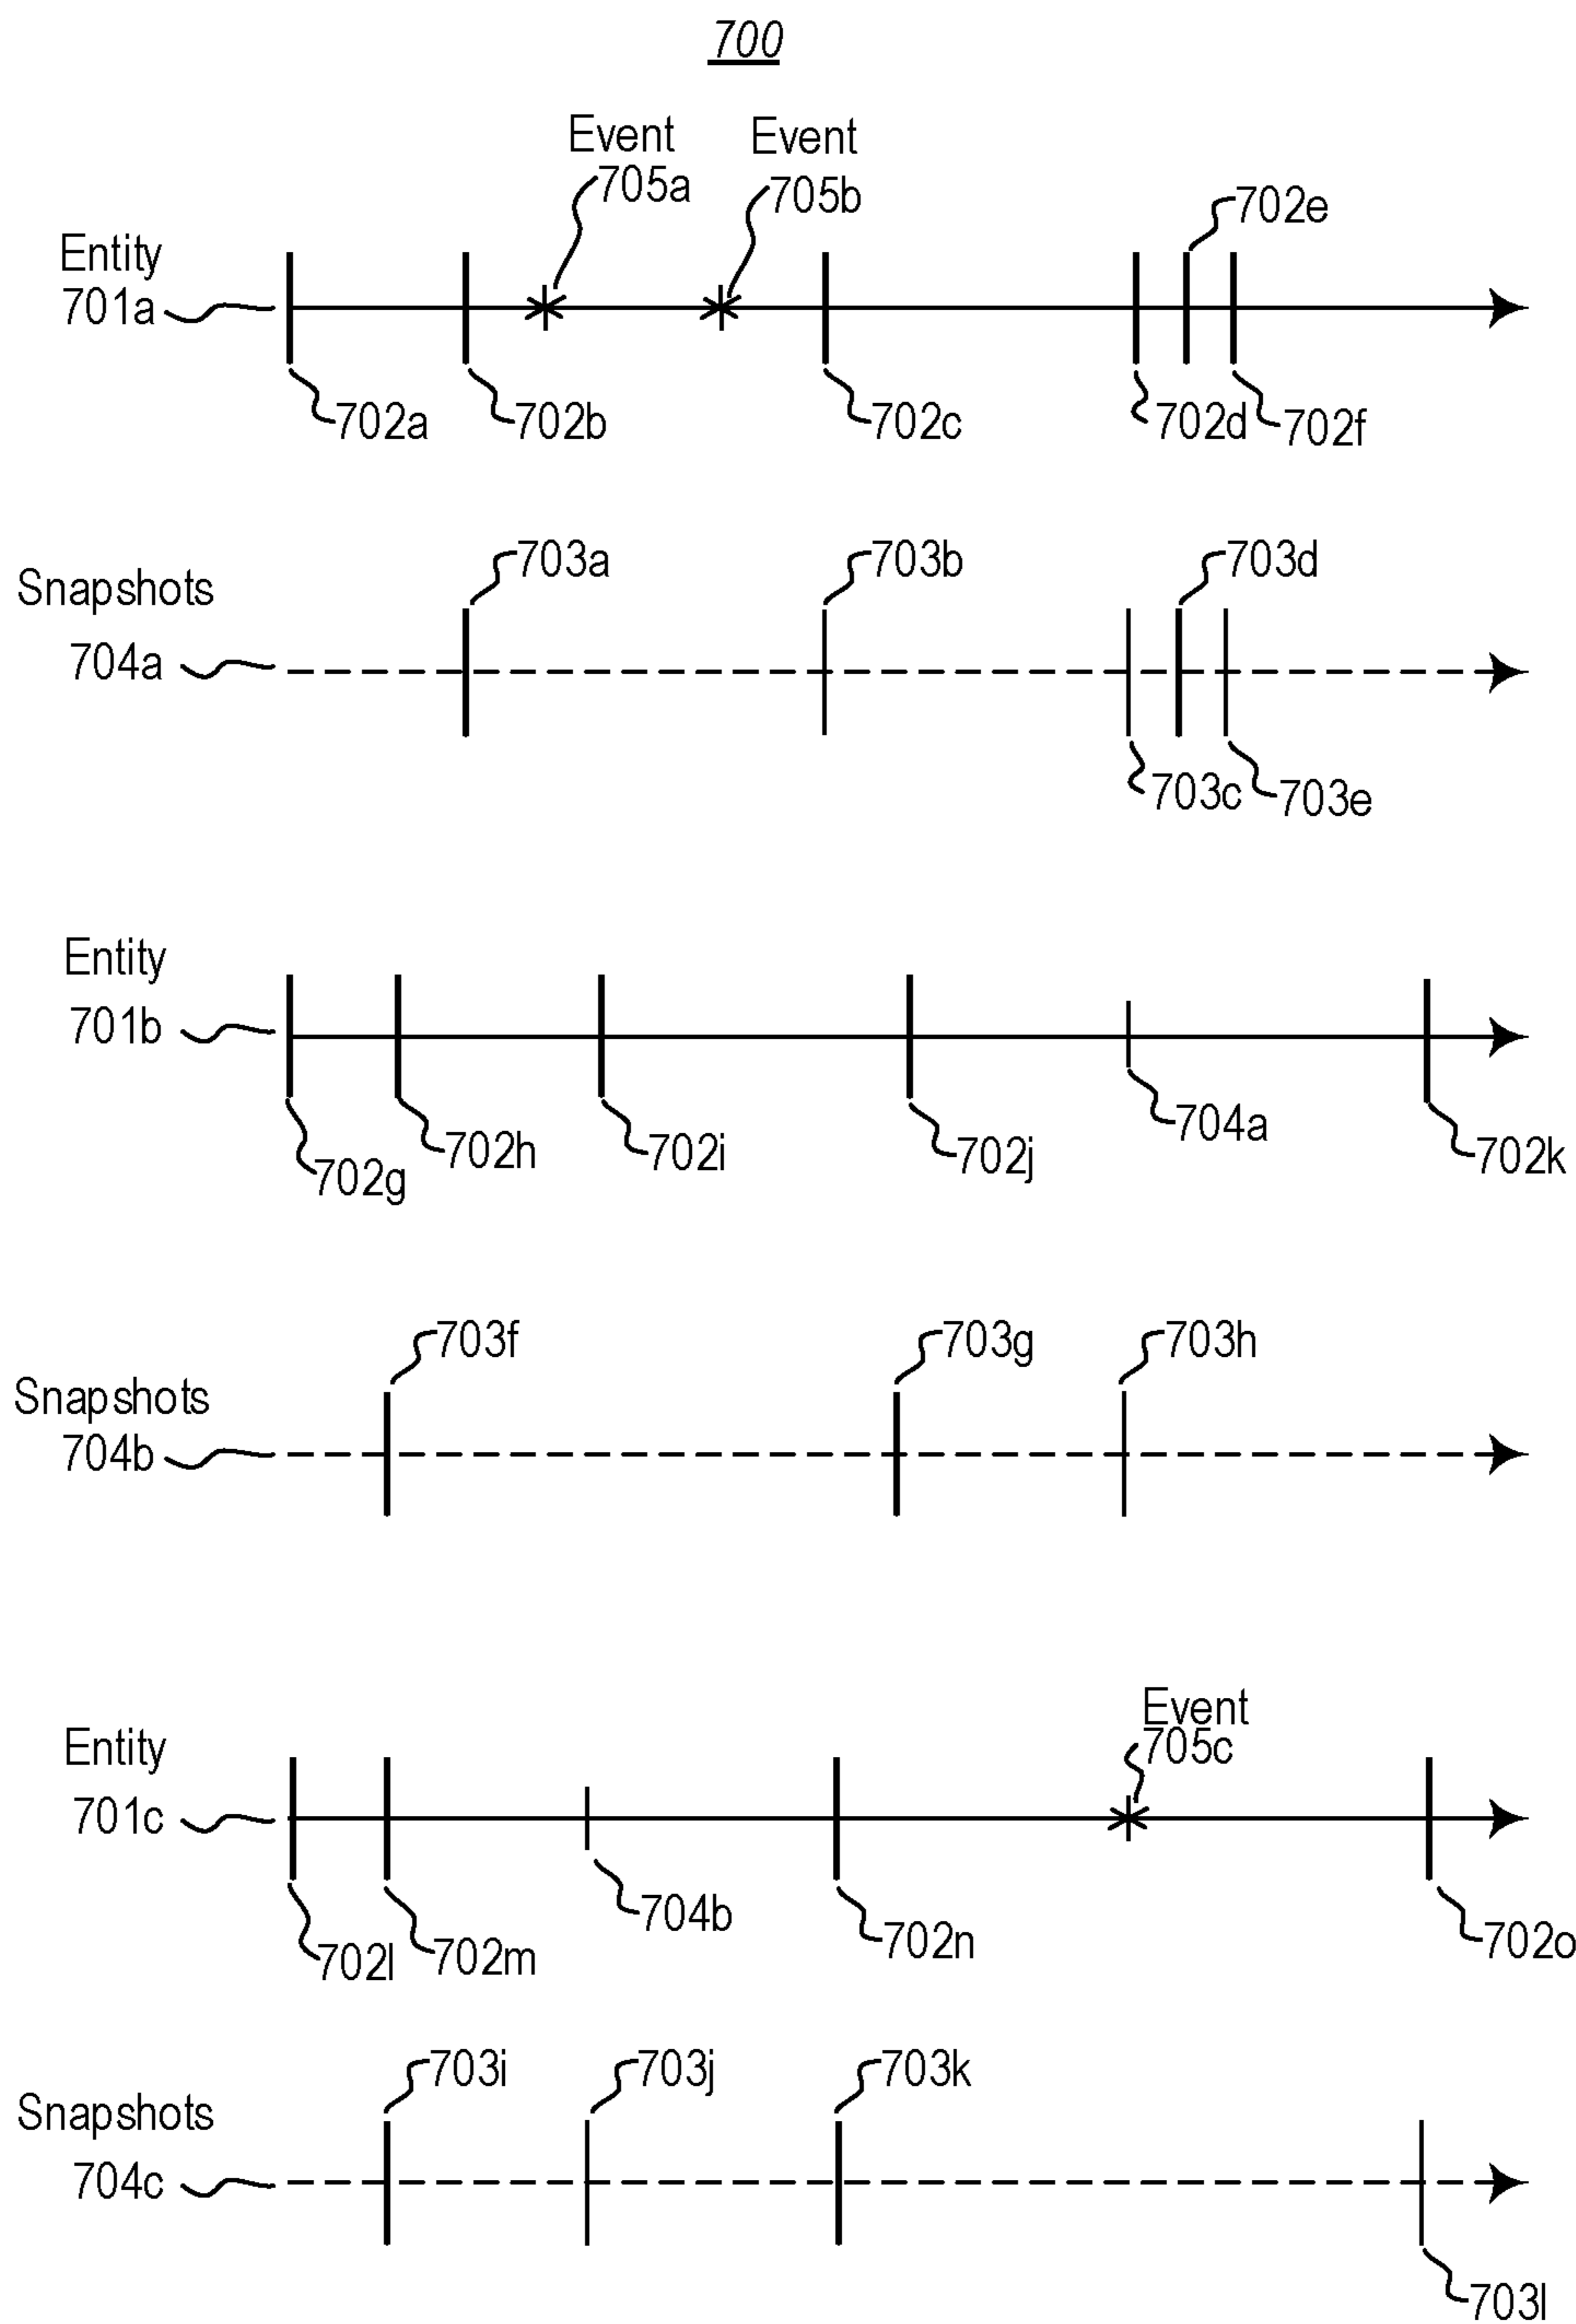 700
Event Event
705a 705b
702e
Entity
701a
702a 702b 702c 702d 702f
703a 703b 703d
Snapshots
704a
703c 703e
Entity
701b
704a
702g 702h 702i 702j 702k
703f 703g 703h
Snapshots
704b
Event
705c
Entity
701c
704b
702l 702m 702n 702o
703i 703j 703k
Snapshots
704c
703l